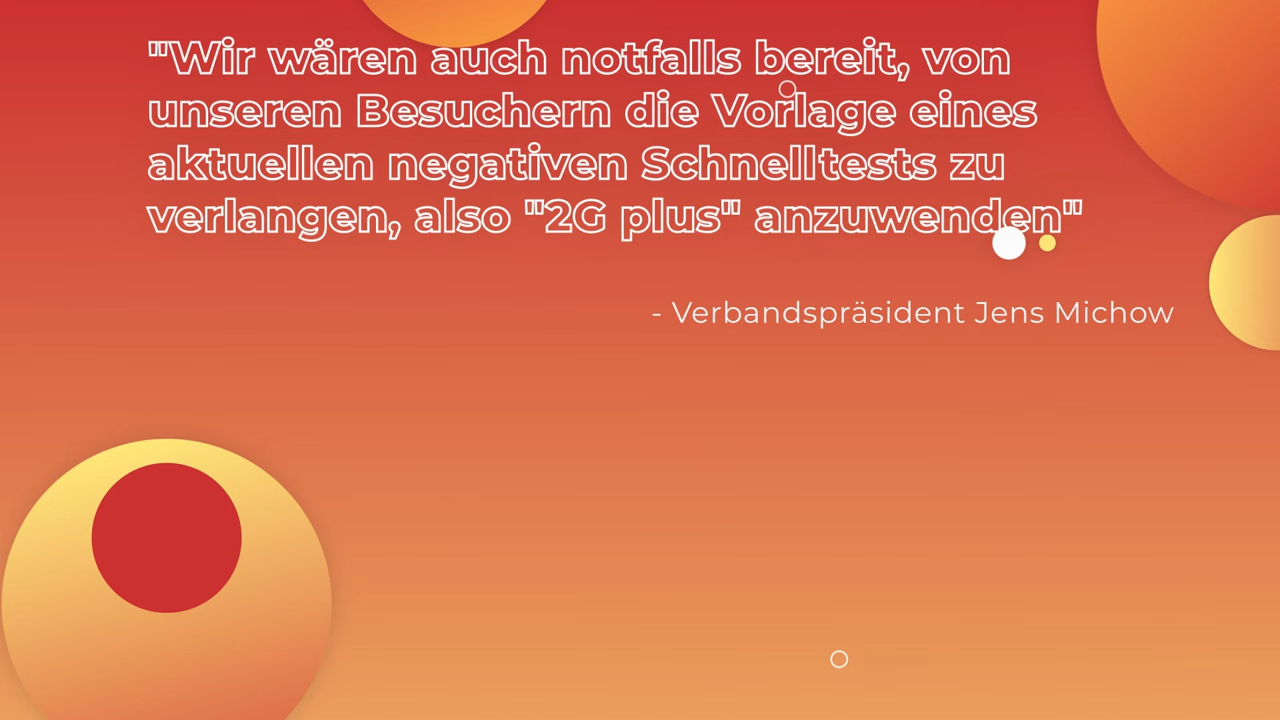 "Wir wären auch notfalls bereit, von
unseren Besuchern die Vorlage eines
aktuellen negativen Schnelltests zu
verlangen, also "2G plus" anzuwenden"
- Verbandspräsident Jens Michow